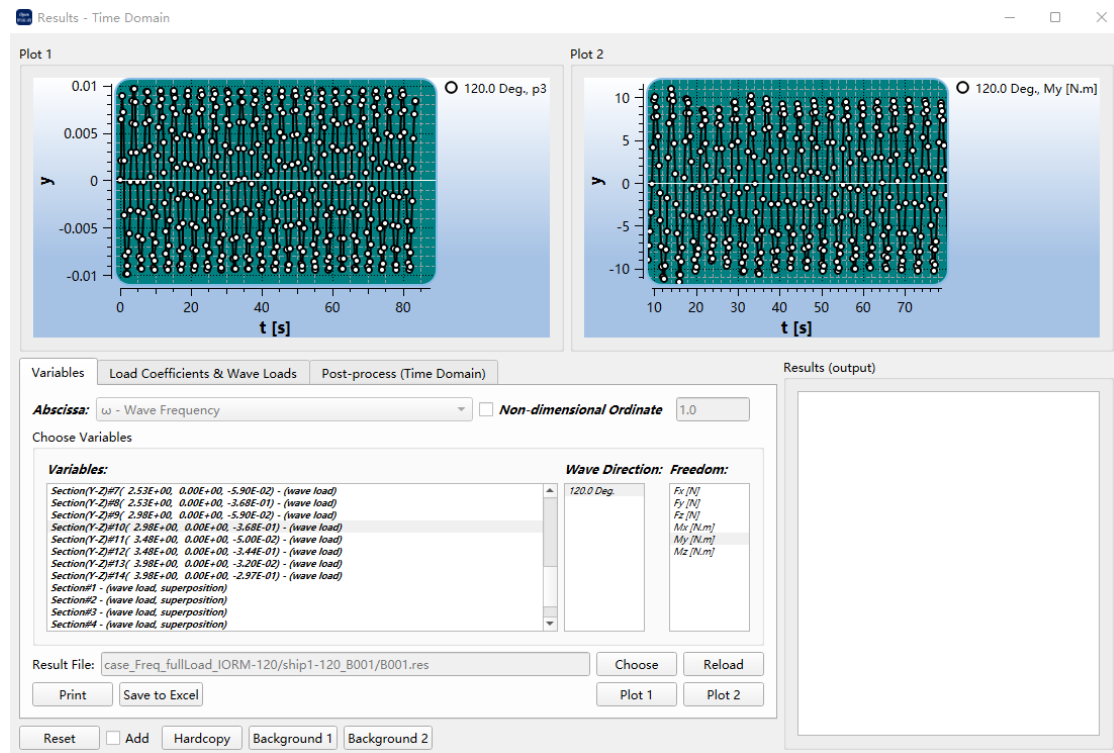 Results - Time Domain
Plot 1
Plot 2
0.01
0.005
0
-0.005
-0.01
y
0 20 40 60 80
t [s]
120.0 Deg., p3
10
5
0
-5
-10
y
10 20 30 40 50 60 70
t [s]
120.0 Deg., My [N.m]
Variables Load Coefficients & Wave Loads Post-process (Time Domain)
Abscissa: ω - Wave Frequency Non-dimensional Ordinate 1.0
Choose Variables
Variables: Wave Direction: Freedom:
Section(Y-Z)#7( 2.53E+00, 0.00E+00, -5.90E-02) - (wave load)
Section(Y-Z)#8( 2.53E+00, 0.00E+00, -3.68E-01) - (wave load)
Section(Y-Z)#9( 2.98E+00, 0.00E+00, -5.90E-02) - (wave load)
Section(Y-Z)#10( 2.98E+00, 0.00E+00, -3.68E-01) - (wave load)
Section(Y-Z)#11( 3.48E+00, 0.00E+00, -5.00E-02) - (wave load)
Section(Y-Z)#12( 3.48E+00, 0.00E+00, -3.44E-01) - (wave load)
Section(Y-Z)#13( 3.98E+00, 0.00E+00, -3.20E-02) - (wave load)
Section(Y-Z)#14( 3.98E+00, 0.00E+00, -2.97E-01) - (wave load)
Section#1 - (wave load, superposition)
Section#2 - (wave load, superposition)
Section#3 - (wave load, superposition)
Section#4 - (wave load, superposition)
120.0 Deg.
Fx [N]
Fy [N]
Fz [N]
Mx [N.m]
My [N.m]
Mz [N.m]
Result File: case_Freq_fullLoad_IORM-120/ship1-120_B001/B001.res Choose Reload
Print Save to Excel Plot 1 Plot 2
Reset Add Hardcopy Background 1 Background 2
Results (output)